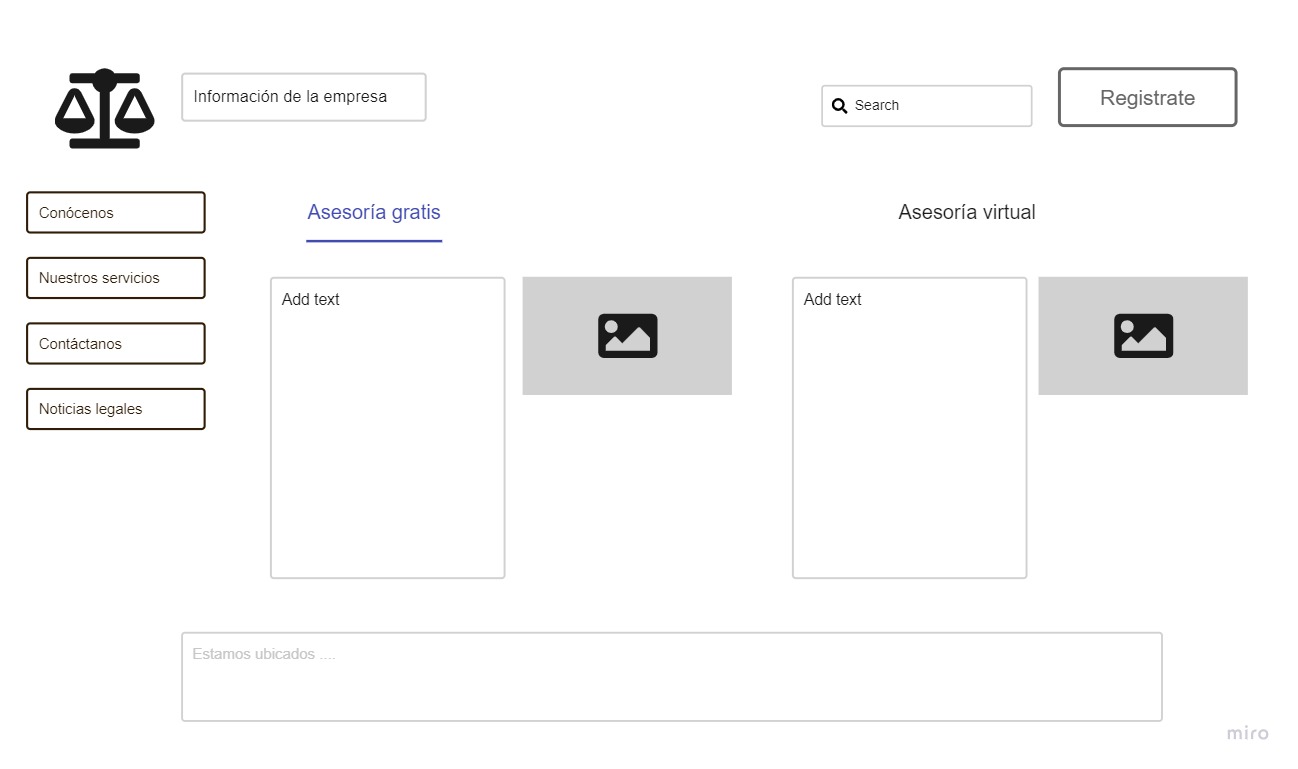 Información de la empresa
Search
Registrate
Conócenos
Nuestros servicios
Contáctanos
Noticias legales
Asesoría gratis
Asesoría virtual
Add text
Add text
Estamos ubicados ....
miro